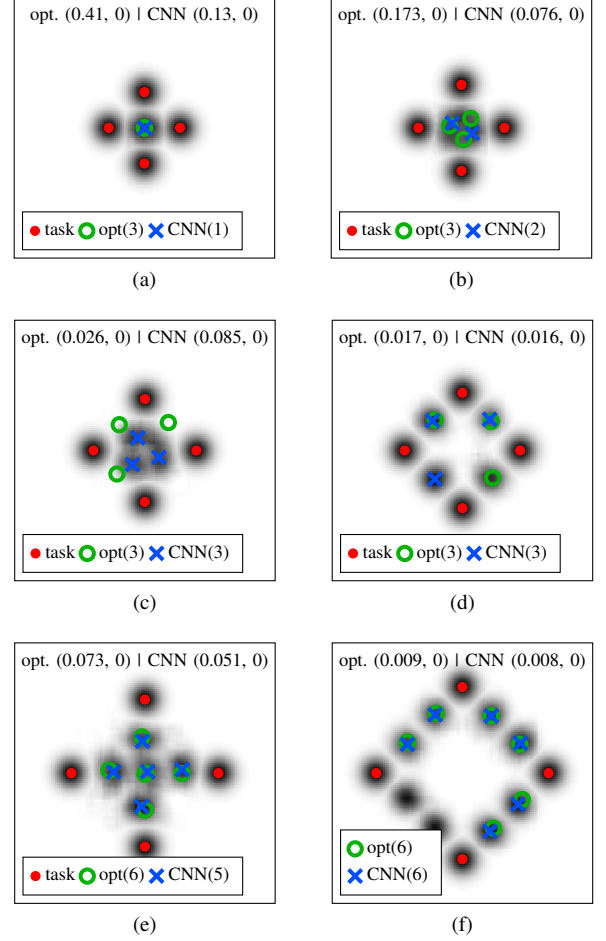 opt. (0.41, 0) | CNN (0.13, 0)
task opt(3) CNN(1)
(a)
opt. (0.173, 0) | CNN (0.076, 0)
task opt(3) CNN(2)
(b)
opt. (0.026, 0) | CNN (0.085, 0)
task opt(3) CNN(3)
(c)
opt. (0.017, 0) | CNN (0.016, 0)
task opt(3) CNN(3)
(d)
opt. (0.073, 0) | CNN (0.051, 0)
task opt(6) CNN(5)
(e)
opt. (0.009, 0) | CNN (0.008, 0)
opt(6)
CNN(6)
(f)